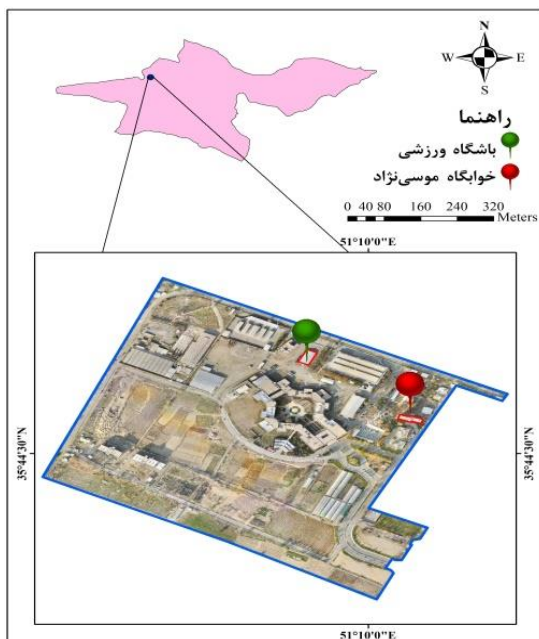 N
W E
S
راهنما
باشگاه ورزشی
خوابگاه موسی‌نژاد
0 40 80 160 240 320
Meters
51°10'0"E
35°44'30"N
35°44'30"N
51°10'0"E